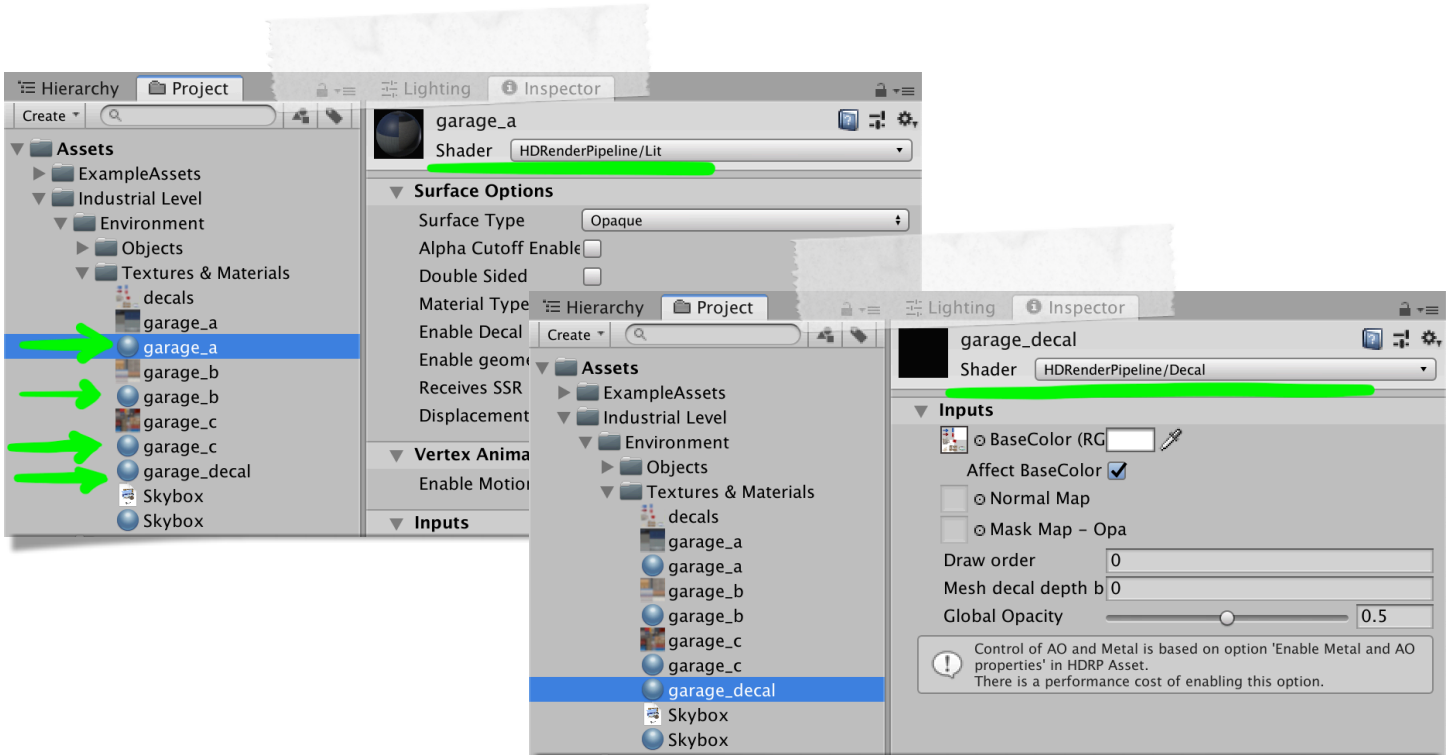 Hierarchy
Project
Lighting
Inspector
Create
Assets
ExampleAssets
Industrial Level
Environment
Objects
Textures & Materials
decals
garage_a
garage_a
garage_b
garage_b
garage_c
garage_c
garage_decal
Skybox
Skybox
garage_a
Shader HDRenderPipeline/Lit
Surface Options
Surface Type Opaque
Alpha Cutoff Enable
Double Sided
Material Type
Enable Decal
Enable geome
Receives SSR
Displacement
Vertex Anima
Enable Motion
Inputs
Hierarchy
Project
Lighting
Inspector
Create
Assets
ExampleAssets
Industrial Level
Environment
Objects
Textures & Materials
decals
garage_a
garage_a
garage_b
garage_b
garage_c
garage_c
garage_decal
Skybox
Skybox
garage_decal
Shader HDRenderPipeline/Decal
Inputs
BaseColor (RG
Affect BaseColor
Normal Map
Mask Map - Opa
Draw order 0
Mesh decal depth b 0
Global Opacity 0.5
Control of AO and Metal is based on option 'Enable Metal and AO
properties' in HDRP Asset.
There is a performance cost of enabling this option.